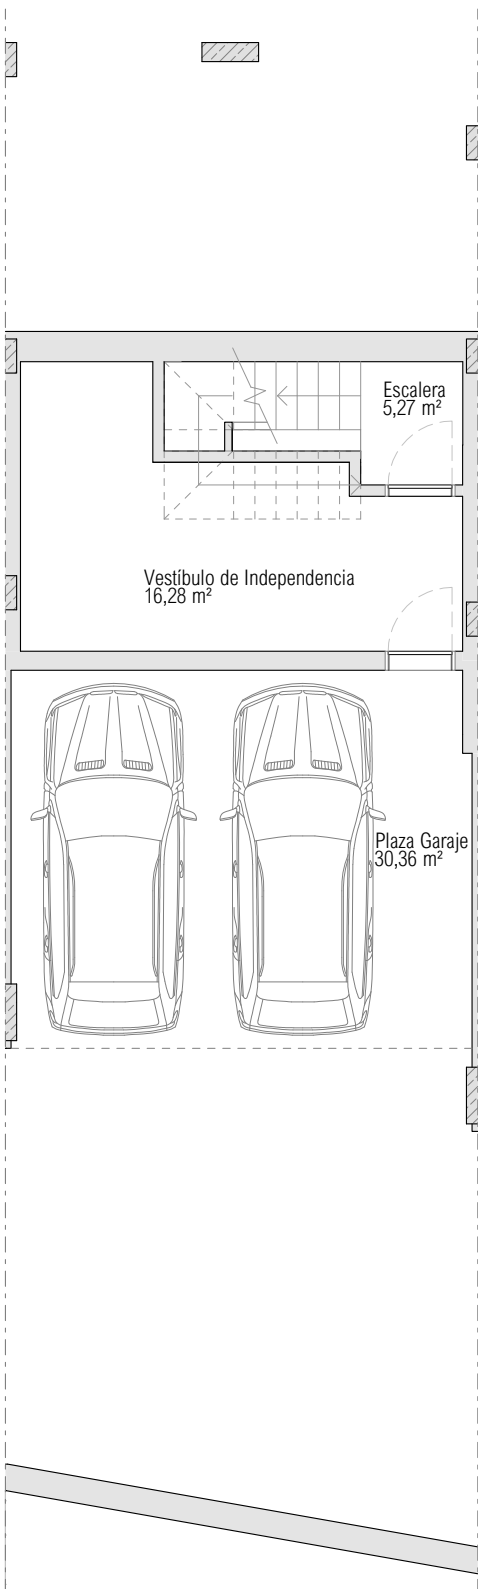 Escalera
5,27 m²
Vestíbulo de Independencia
16,28 m²
Plaza Garaje
30,36 m²